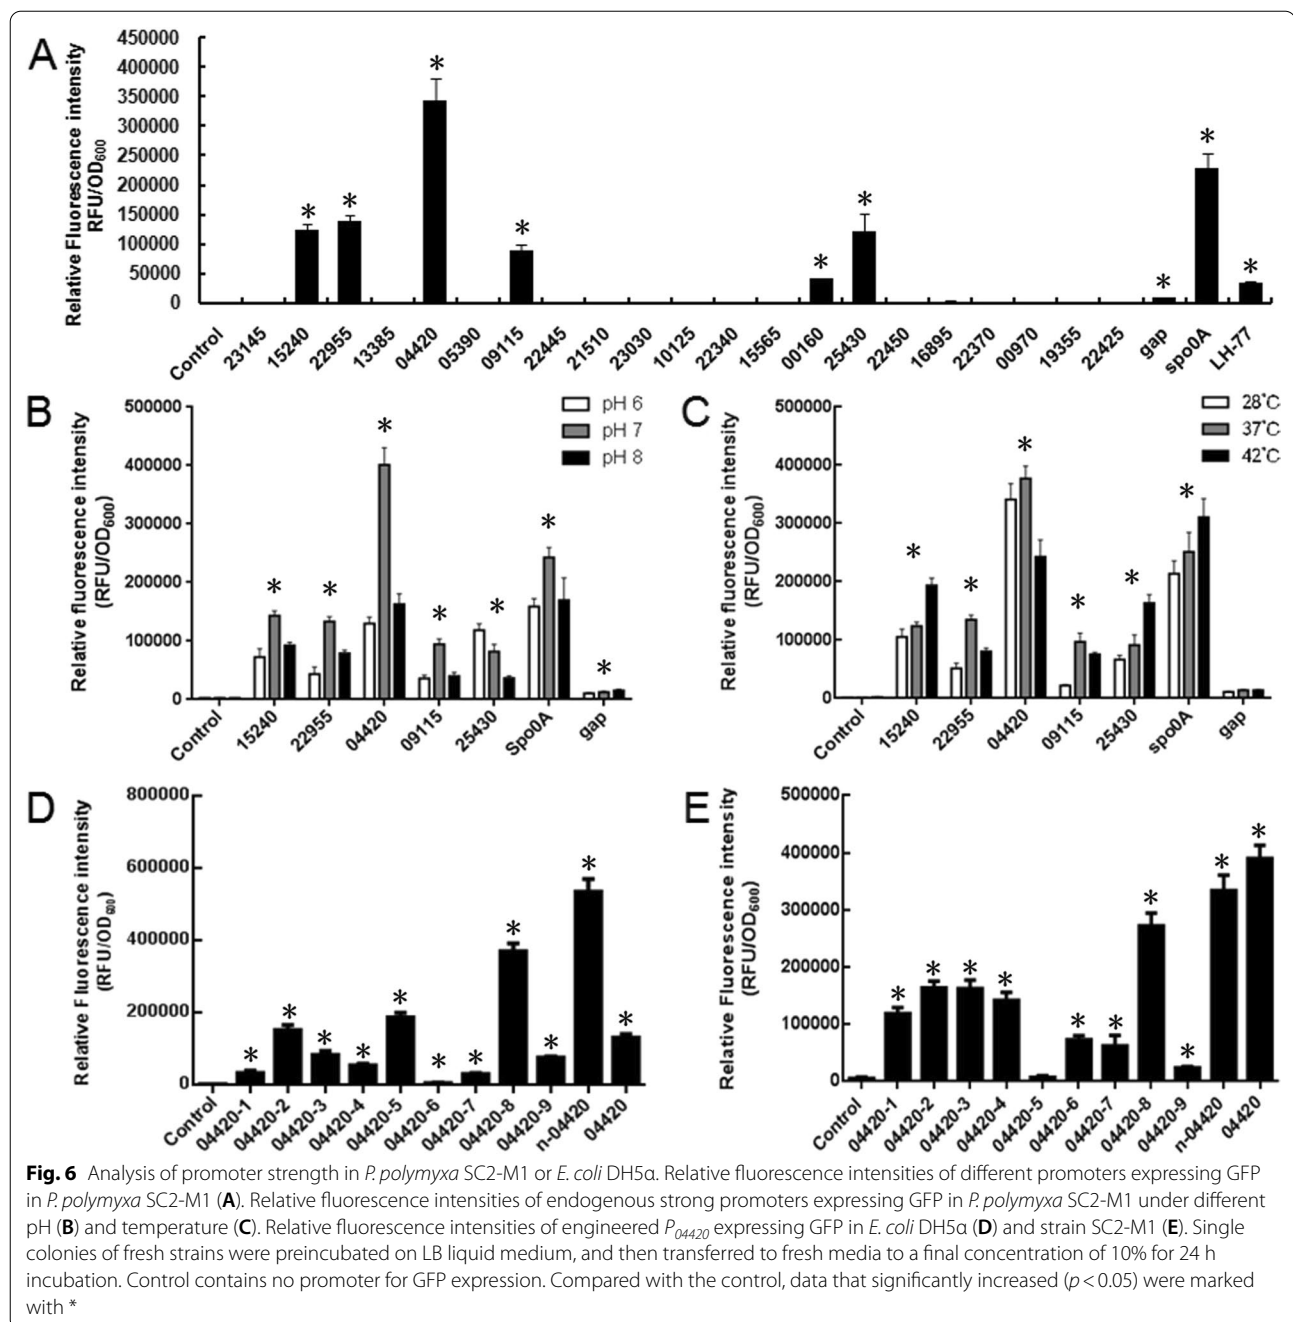 A
Relative Fluorescence intensity
RFU/OD600
450000
400000
350000
300000
250000
200000
150000
100000
50000
0
* * * * * * * * *
Control 23145 15240 22955 13385 04420 05390 09115 22445 21510 23030 10125 22340 15565 00160 25430 22450 16895 22370 00970 19355 22425 gap spo0A LH-77
B
Relative fluorescence intensity
(RFU/OD600)
500000
400000
300000
200000
100000
0
pH 6
pH 7
pH 8
* * * * * * *
Control 15240 22955 04420 09115 25430 Spo0A gap
C
Relative fluorescence intensity
(RFU/OD600)
500000
400000
300000
200000
100000
0
28°C
37°C
42°C
* * * * * *
Control 15240 22955 04420 09115 25430 spo0A gap
D
Relative Fluorescence intensity
(RFU/OD600)
800000
600000
400000
200000
0
* * * * * * * * * * *
Control 04420-1 04420-2 04420-3 04420-4 04420-5 04420-6 04420-7 04420-8 04420-9 n-04420 04420
E
Relative Fluorescence intensity
(RFU/OD600)
500000
400000
300000
200000
100000
0
* * * * * * * * * *
Control 04420-1 04420-2 04420-3 04420-4 04420-5 04420-6 04420-7 04420-8 04420-9 n-04420 04420
Fig. 6 Analysis of promoter strength in P. polymyxa SC2-M1 or E. coli DH5α. Relative fluorescence intensities of different promoters expressing GFP
in P. polymyxa SC2-M1 (A). Relative fluorescence intensities of endogenous strong promoters expressing GFP in P. polymyxa SC2-M1 under different
pH (B) and temperature (C). Relative fluorescence intensities of engineered P04420 expressing GFP in E. coli DH5α (D) and strain SC2-M1 (E). Single
colonies of fresh strains were preincubated on LB liquid medium, and then transferred to fresh media to a final concentration of 10% for 24 h
incubation. Control contains no promoter for GFP expression. Compared with the control, data that significantly increased (p < 0.05) were marked
with *